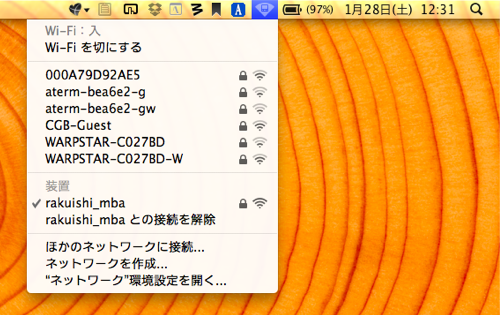 A (97%) 1月28日(土) 12:31
Wi-Fi：入
Wi-Fi を切にする
000A79D92AE5
aterm-bea6e2-g
aterm-bea6e2-gw
CGB-Guest
WARPSTAR-C027BD
WARPSTAR-C027BD-W
装置
rakuishi_mba
rakuishi_mba との接続を解除
ほかのネットワークに接続...
ネットワークを作成...
"ネットワーク"環境設定を開く...